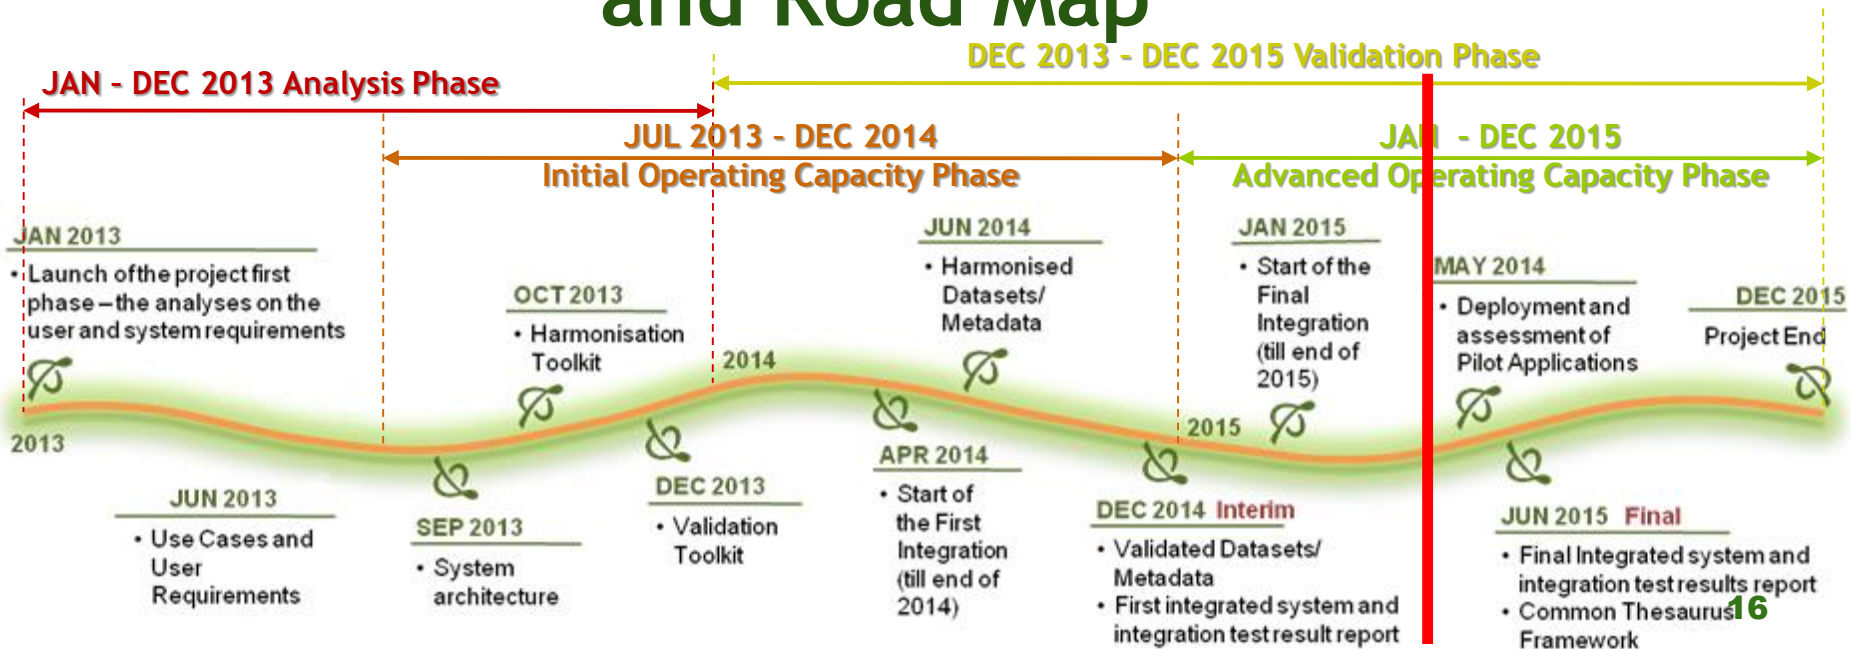 and Road Map
DEC 2013 - DEC 2015 Validation Phase
JAN - DEC 2013 Analysis Phase
JUL 2013 - DEC 2014
Initial Operating Capacity Phase
JAN - DEC 2015
Advanced Operating Capacity Phase
JAN 2013
• Launch of the project first
phase – the analyses on the
user and system requirements
OCT 2013
• Harmonisation
Toolkit
JUN 2014
• Harmonised
Datasets/
Metadata
JAN 2015
• Start of the
Final
Integration
(till end of
2015)
MAY 2014
• Deployment and
assessment of
Pilot Applications
DEC 2015
Project End
2013
2014
2015
JUN 2013
• Use Cases and
User
Requirements
SEP 2013
• System
architecture
DEC 2013
• Validation
Toolkit
APR 2014
• Start of
the First
Integration
(till end of
2014)
DEC 2014 Interim
• Validated Datasets/
Metadata
• First integrated system and
integration test result report
JUN 2015 Final
• Final Integrated system and
integration test results report
• Common Thesaurus
Framework
16